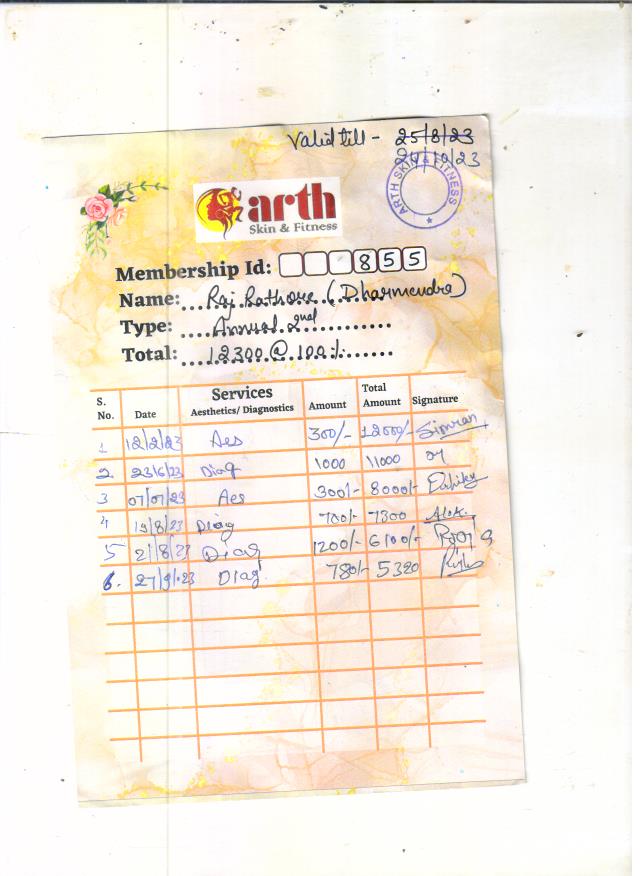 Valid till - 25/8/23
24/10/23
ARTH SKIN & FITNESS
arth
Skin & Fitness
Membership Id: 855
Name: Raj Rathore (Dharmendra)
Type: Annual 2nd
Total: 12300 @ 100%
S. No. Date Services Aesthetics/ Diagnostics Amount Total Amount Signature
1 12/2/23 Aes 300/- 12000/- Simran
2. 23/6/23 Diag 1000 11000
3 07/07/23 Aes 300/- 8000/-
4 19/8/23 Diag 700/- 7300 Alok.
5 21/8/23 Diag 1200/- 6100/-
6. 27/9/23 Diag 780/- 5320